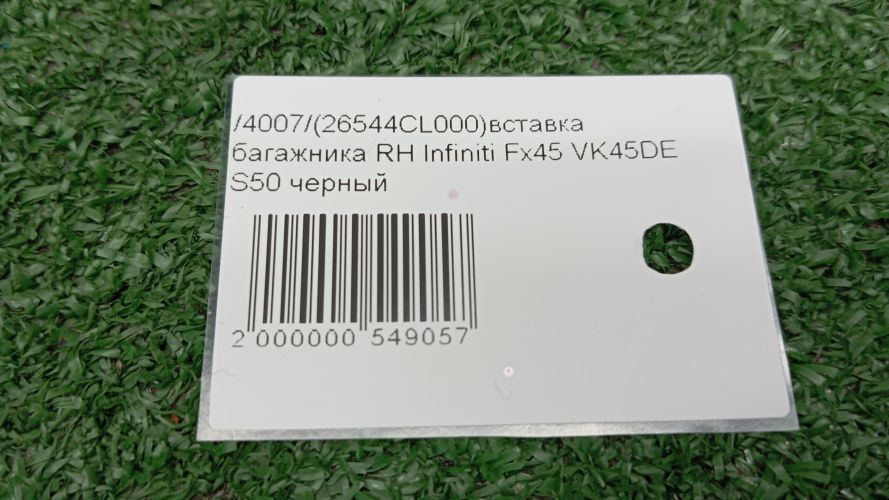 /4007/(26544CL000)вставка
багажника RH Infiniti Fx45 VK45DE
S50 черный
2 000000 549057